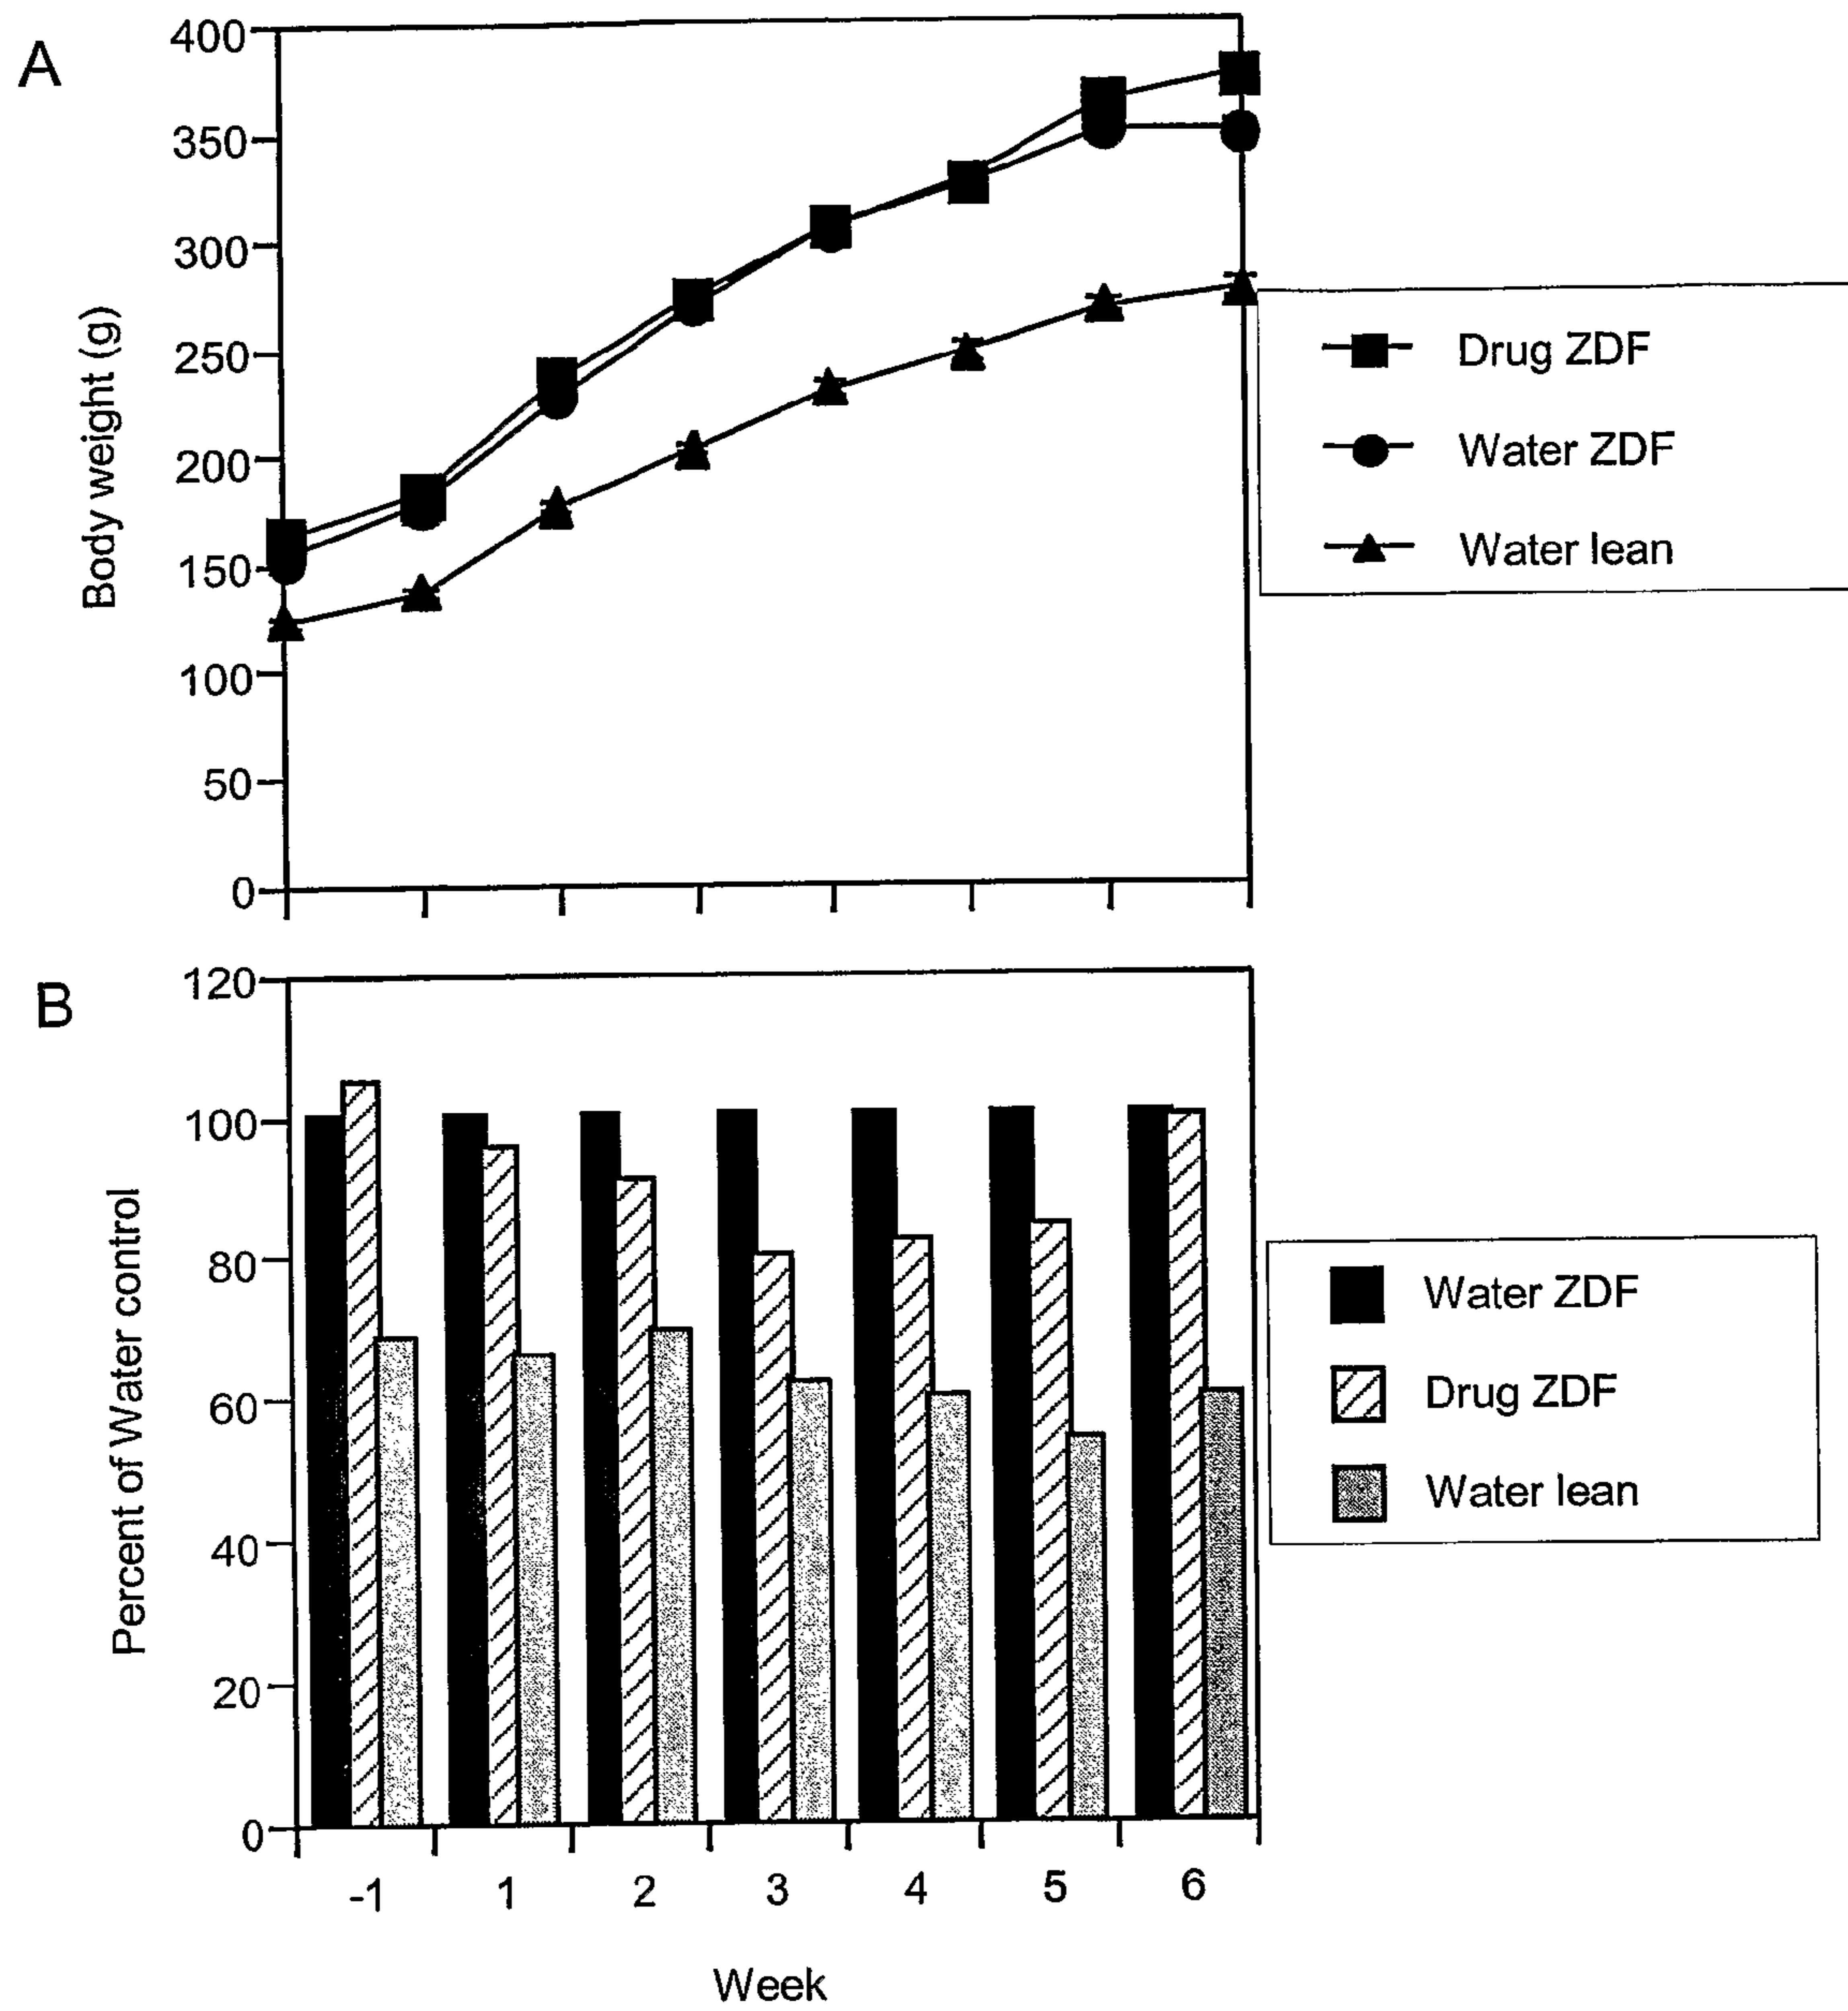 A
400
350
300
250
200
150
100
50
0
Body weight (g)
Drug ZDF
Water ZDF
Water lean
B
120
100
80
60
40
20
0
Percent of Water control
Water ZDF
Drug ZDF
Water lean
-1 1 2 3 4 5 6
Week